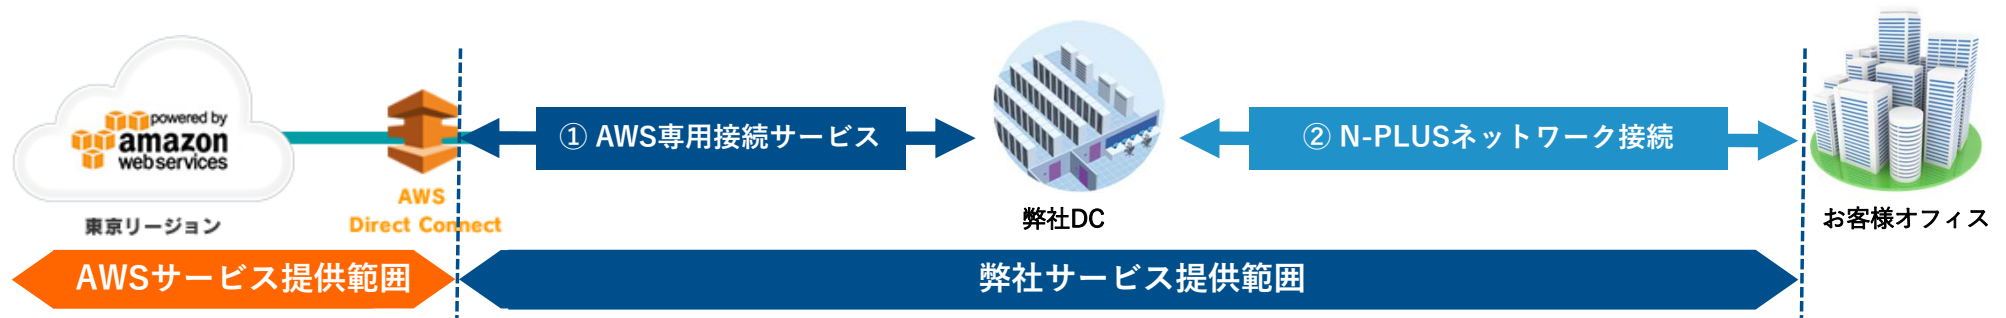 powered by
amazon
web services
東京リージョン
AWS
Direct Connect
① AWS専用接続サービス
弊社DC
② N-PLUSネットワーク接続
お客様オフィス
AWSサービス提供範囲
弊社サービス提供範囲